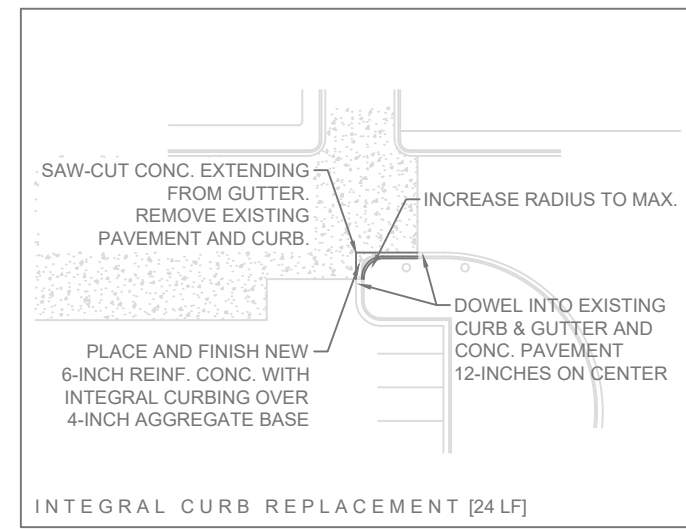 SAW-CUT CONC. EXTENDING
FROM GUTTER.
REMOVE EXISTING
PAVEMENT AND CURB.
INCREASE RADIUS TO MAX.
DOWEL INTO EXISTING
CURB & GUTTER AND
CONC. PAVEMENT
12-INCHES ON CENTER
PLACE AND FINISH NEW
6-INCH REINF. CONC. WITH
INTEGRAL CURBING OVER
4-INCH AGGREGATE BASE
INTEGRAL CURB REPLACEMENT [24 LF]